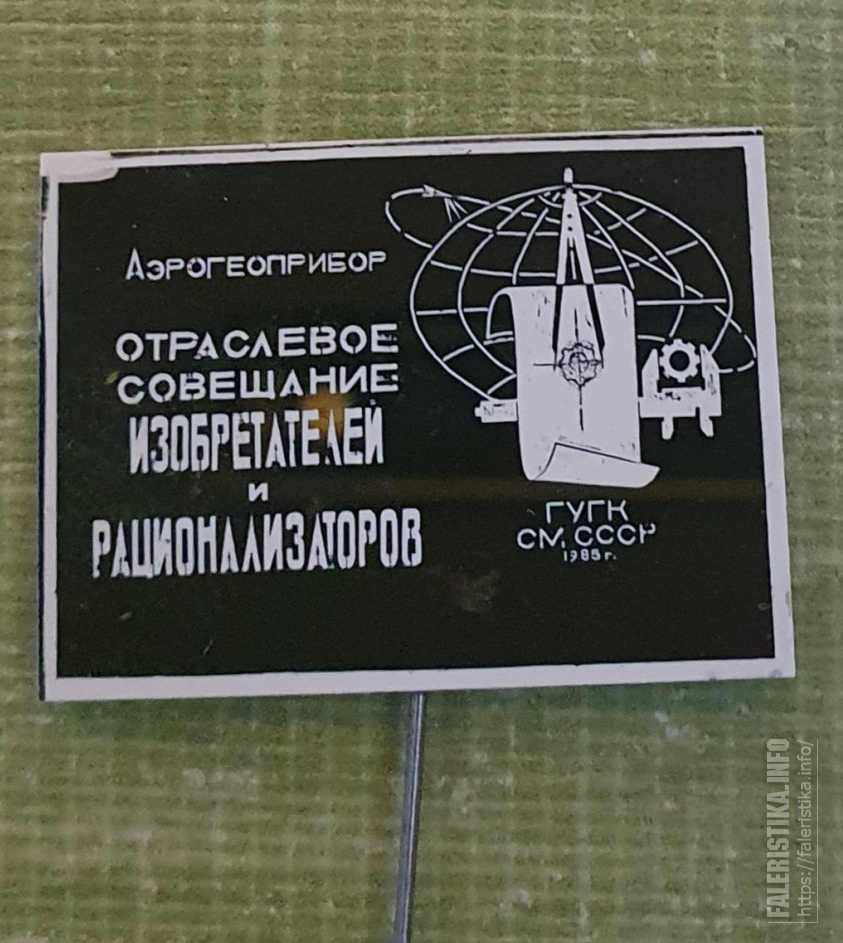 Аэрогеоприбор
ОТРАСЛЕВОЕ
СОВЕЩАНИЕ
ИЗОБРЕТАТЕЛЕЙ
и
РАЦИОНАЛИЗАТОРОВ
ГУГК
СМ СССР
1985 г.
FALERISTIKA.INFO
https://faleristika.info/